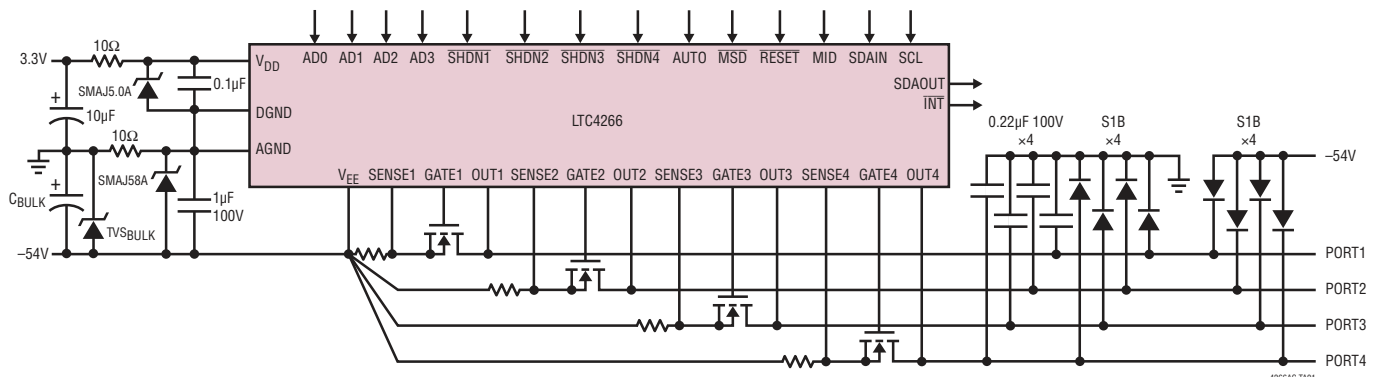 AD0 AD1 AD2 AD3 SHDN1 SHDN2 SHDN3 SHDN4 AUTO MSD RESET MID SDAIN SCL
3.3V
10Ω
VDD
SMAJ5.0A
0.1µF
SDAOUT
INT
+
10µF
DGND
LTC4266
0.22µF 100V
×4
S1B
×4
S1B
×4
10Ω
AGND
–54V
+
CBULK
SMAJ58A
TVSBULK
1µF
100V
VEE SENSE1 GATE1 OUT1 SENSE2 GATE2 OUT2 SENSE3 GATE3 OUT3 SENSE4 GATE4 OUT4
–54V
PORT1
PORT2
PORT3
PORT4